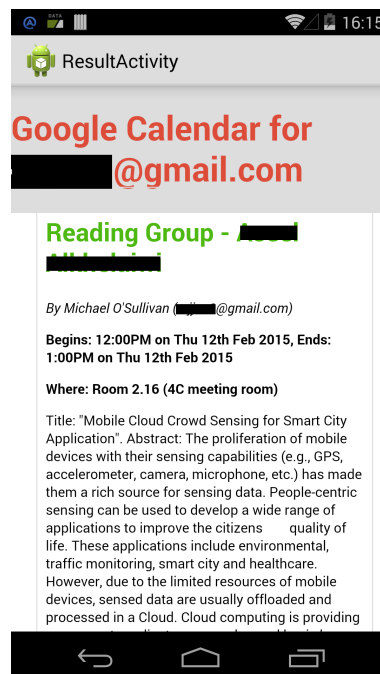 DATA
16:15
ResultActivity
Google Calendar for
@gmail.com
Reading Group -
By Michael O'Sullivan ( @gmail.com)
Begins: 12:00PM on Thu 12th Feb 2015, Ends:
1:00PM on Thu 12th Feb 2015
Where: Room 2.16 (4C meeting room)
Title: "Mobile Cloud Crowd Sensing for Smart City
Application". Abstract: The proliferation of mobile
devices with their sensing capabilities (e.g., GPS,
accelerometer, camera, microphone, etc.) has made
them a rich source for sensing data. People-centric
sensing can be used to develop a wide range of
applications to improve the citizens quality of
life. These applications include environmental,
traffic monitoring, smart city and healthcare.
However, due to the limited resources of mobile
devices, sensed data are usually offloaded and
processed in a Cloud. Cloud computing is providing